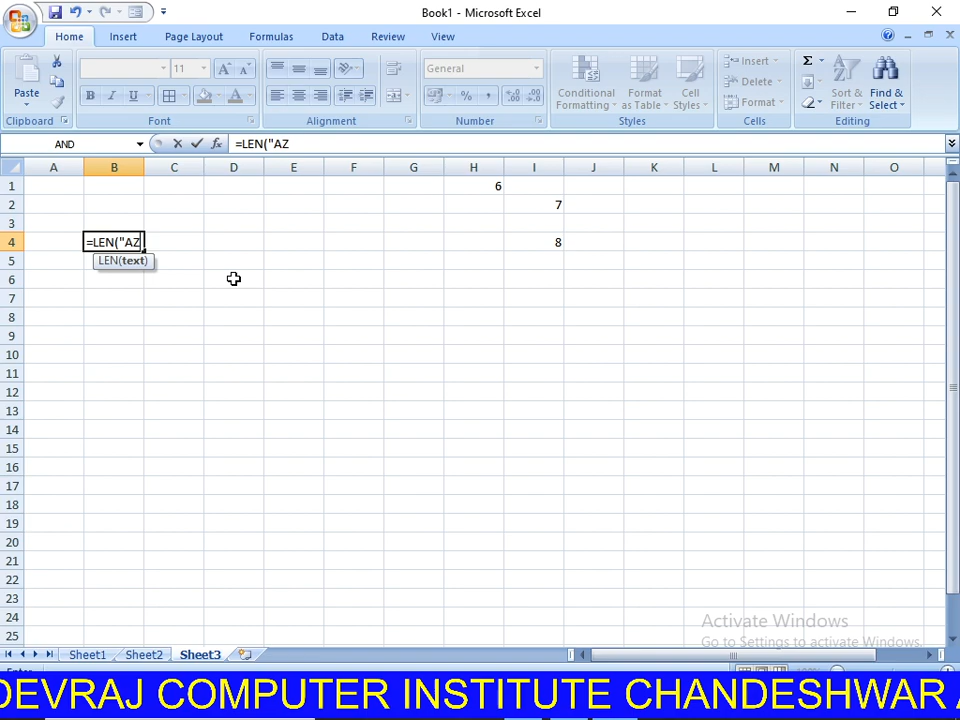 Book1 - Microsoft Excel
Home Insert Page Layout Formulas Data Review View
Paste
11
General
Conditional Formatting
Format as Table
Cell Styles
Insert
Delete
Format
Sort & Filter
Find & Select
Clipboard Font Alignment Number Styles Cells Editing
AND =LEN("AZ
A B C D E F G H I J K L M N O
1 6
2 7
3
4 =LEN("AZ 8
5 LEN(text)
6
7
8
9
10
11
12
13
14
15
16
17
18
19
20
21
22
23
24 Activate Windows
25 Go to Settings to activate Windows.
Sheet1 Sheet2 Sheet3
DEVRAJ COMPUTER INSTITUTE CHANDESHWAR